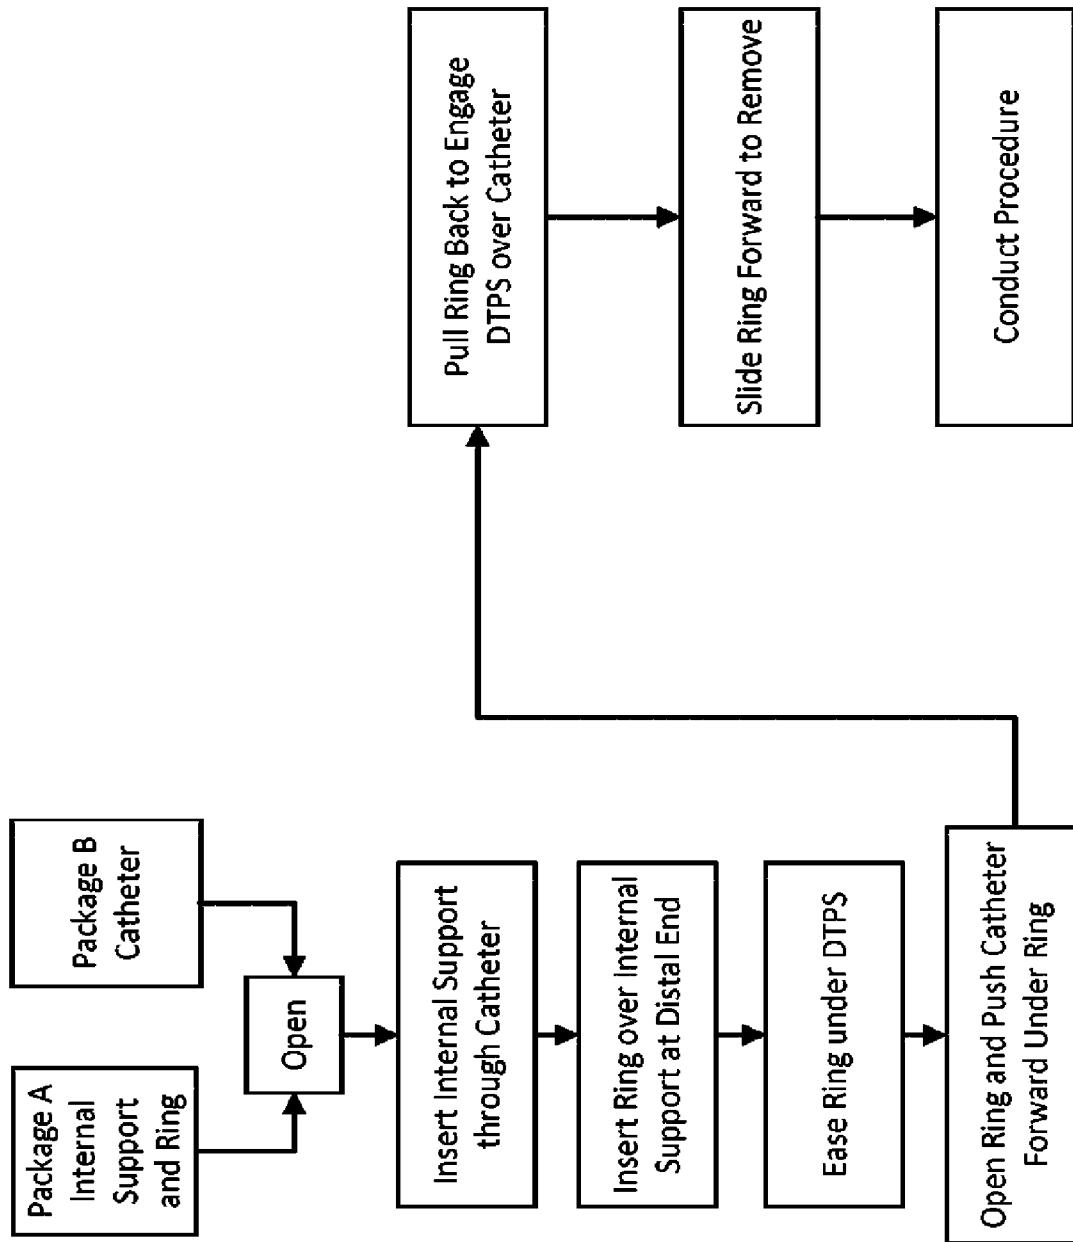 Package A
Internal
Support
and Ring
Package B
Catheter
Open
Insert Internal Support
through Catheter
Insert Ring over Internal
Support at Distal End
Ease Ring under DTPS
Open Ring and Push Catheter
Forward Under Ring
Pull Ring Back to Engage
DTPS over Catheter
Slide Ring Forward to Remove
Conduct Procedure